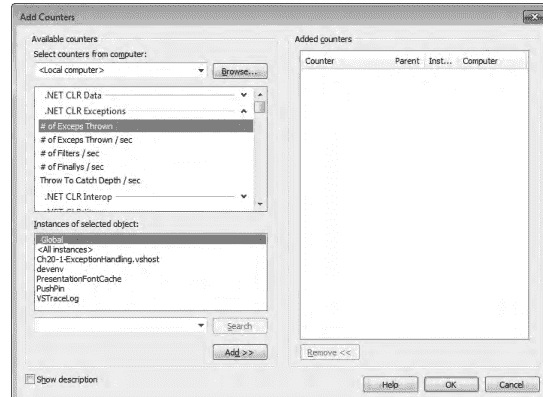 Add Counters
Available counters
Select counters from computer:
<Local computer>
Browse...
.NET CLR Data
.NET CLR Exceptions
# of Exceps Thrown
# of Exceps Thrown / sec
# of Filters / sec
# of Finallys / sec
Throw To Catch Depth / sec
.NET CLR Interop
Instances of selected object:
_Global_
<All instances>
Ch20-1-ExceptionHandling.vshost
devenv
PresentationFontCache
PushPin
VSTraceLog
Search
Add >>
Show description
Added counters
Counter Parent Inst... Computer
Remove <<
Help OK Cancel